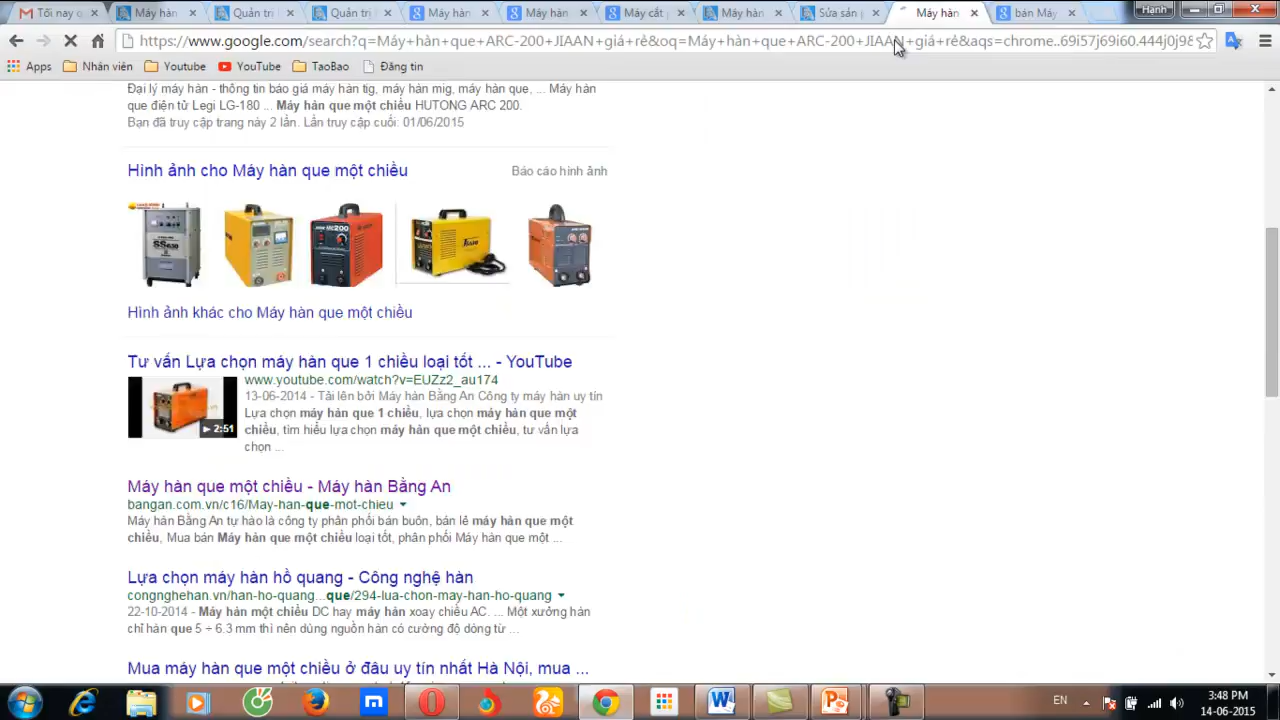 Tôi nay q
Máy hàn
Quản trị
Quản trị
Máy hàn
Máy hàn
Máy cắt p
Máy hàn
Sửa sản p
Máy hàn
bán Máy
Hạnh
https://www.google.com/search?q=Máy+hàn+que+ARC-200+JIAAN+giá+rẻ&oq=Máy+hàn+que+ARC-200+JIAAN+giá+rẻ&aqs=chrome..69i57j69i60.444j0j98
Apps Nhân viên Youtube YouTube TaoBao Đăng tin
Đại lý máy hàn - thông tin báo giá máy hàn tig, máy hàn mig, máy hàn que, ... Máy hàn
que điện tử Legi LG-180 ... Máy hàn que một chiều HUTONG ARC 200.
Bạn đã truy cập trang này 2 lần. Lần truy cập cuối: 01/06/2015
Hình ảnh cho Máy hàn que một chiều Báo cáo hình ảnh
Hình ảnh khác cho Máy hàn que một chiều
Tư vấn Lựa chọn máy hàn que 1 chiều loại tốt ... - YouTube
www.youtube.com/watch?v=EUZz2_au174
13-06-2014 - Tải lên bởi Máy hàn Bằng An Công ty máy hàn uy tín
Lựa chọn máy hàn que 1 chiều, lựa chọn máy hàn que một
chiều, tìm hiểu lựa chọn máy hàn que một chiều, tư vấn lựa
chọn ...
2:51
Máy hàn que một chiều - Máy hàn Bằng An
bangan.com.vn/c16/May-han-que-mot-chieu
Máy hàn Bằng An tự hào là công ty phân phối bán buôn, bán lẻ máy hàn que một
chiều, Mua bán Máy hàn que một chiều loại tốt, phân phối Máy hàn que một ...
Lựa chọn máy hàn hồ quang - Công nghệ hàn
congnghehan.vn/han-ho-quang...que/294-lua-chon-may-han-ho-quang
22-10-2014 - Máy hàn một chiều DC hay máy hàn xoay chiều AC. ... Một xưởng hàn
chỉ hàn que 5 ÷ 6.3 mm thì nên dùng nguồn hàn có cường độ dòng từ ...
Mua máy hàn que một chiều ở đâu uy tín nhất Hà Nội, mua ...
EN
3:48 PM
14-06-2015